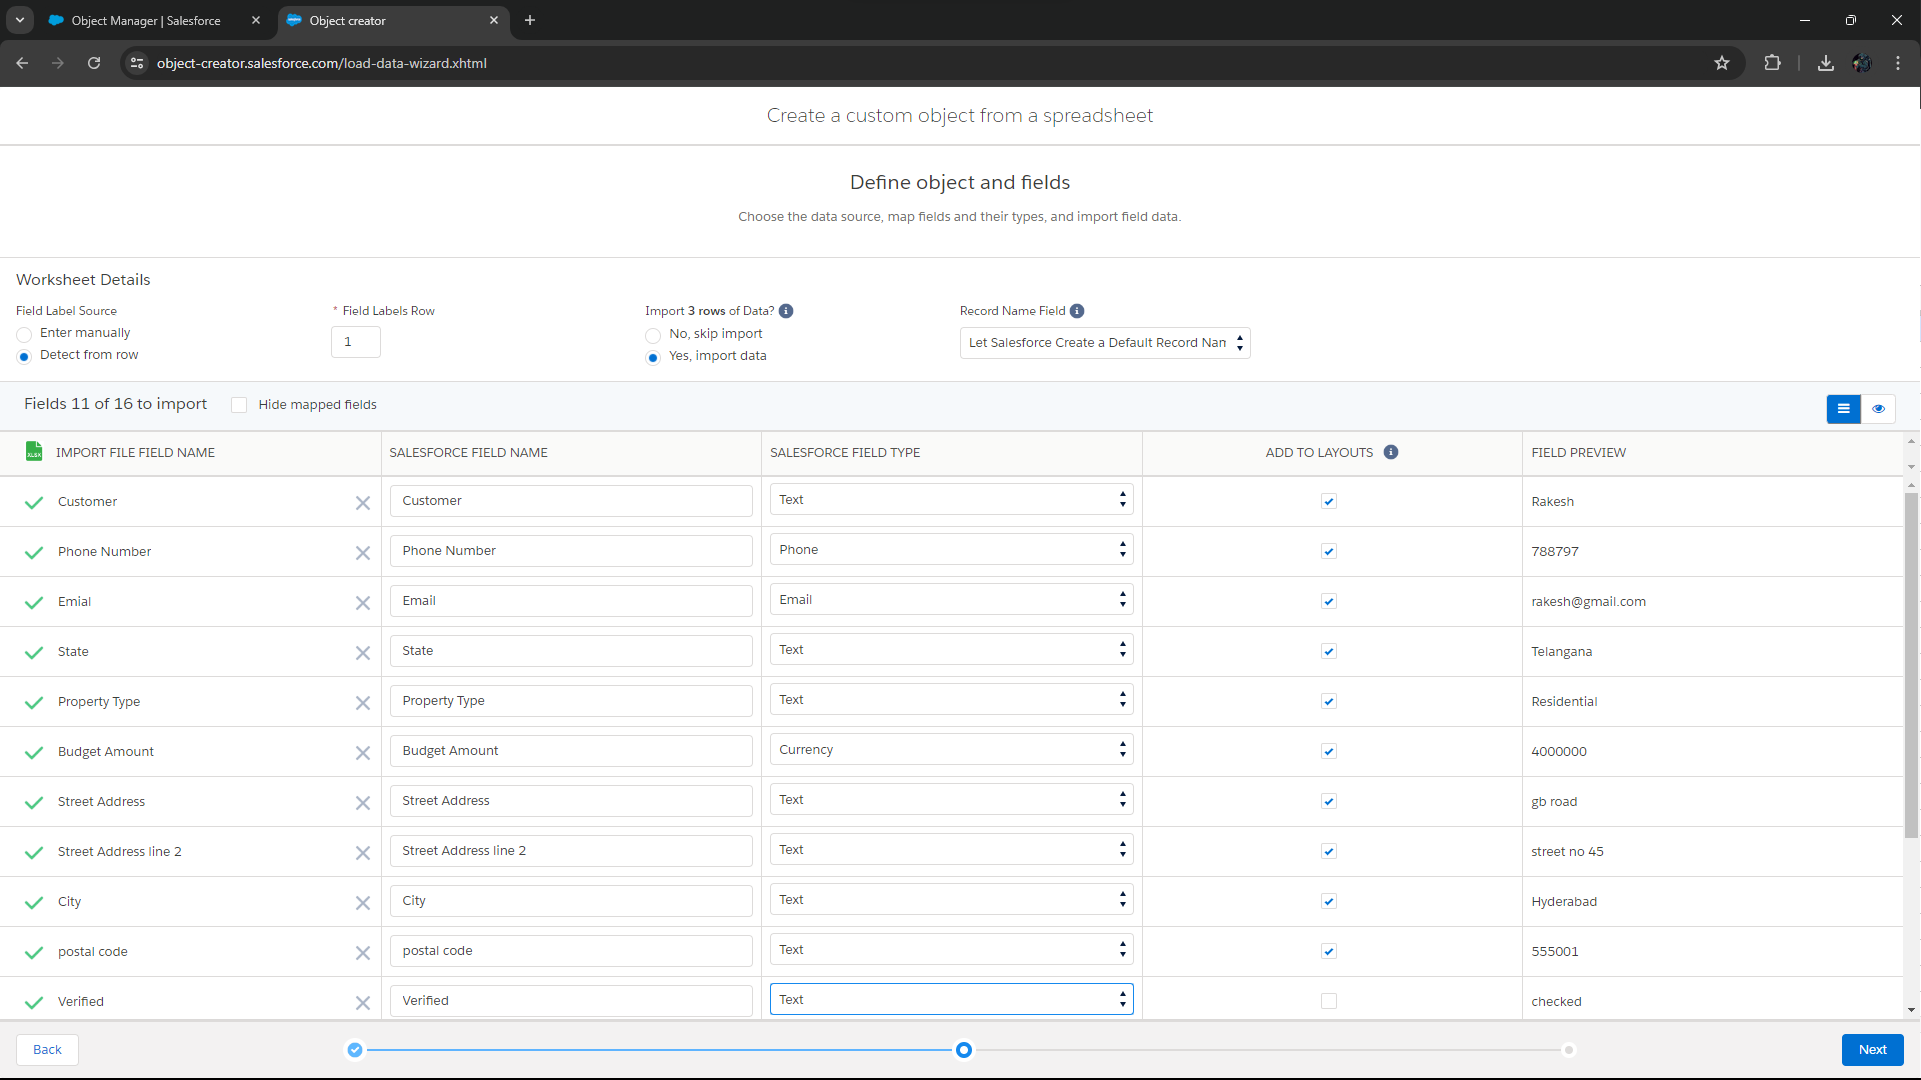 Object Manager | Salesforce
Object creator
object-creator.salesforce.com/load-data-wizard.xhtml
Create a custom object from a spreadsheet
Define object and fields
Choose the data source, map fields and their types, and import field data.
Worksheet Details
Field Label Source
Enter manually
Detect from row
* Field Labels Row
1
Import 3 rows of Data?
No, skip import
Yes, import data
Record Name Field
Let Salesforce Create a Default Record Nam
Fields 11 of 16 to import
Hide mapped fields
XLSX IMPORT FILE FIELD NAME SALESFORCE FIELD NAME SALESFORCE FIELD TYPE ADD TO LAYOUTS FIELD PREVIEW
Customer Customer Text Rakesh
Phone Number Phone Number Phone 788797
Emial Email Email rakesh@gmail.com
State State Text Telangana
Property Type Property Type Text Residential
Budget Amount Budget Amount Currency 4000000
Street Address Street Address Text gb road
Street Address line 2 Street Address line 2 Text street no 45
City City Text Hyderabad
postal code postal code Text 555001
Verified Verified Text checked
Back
Next